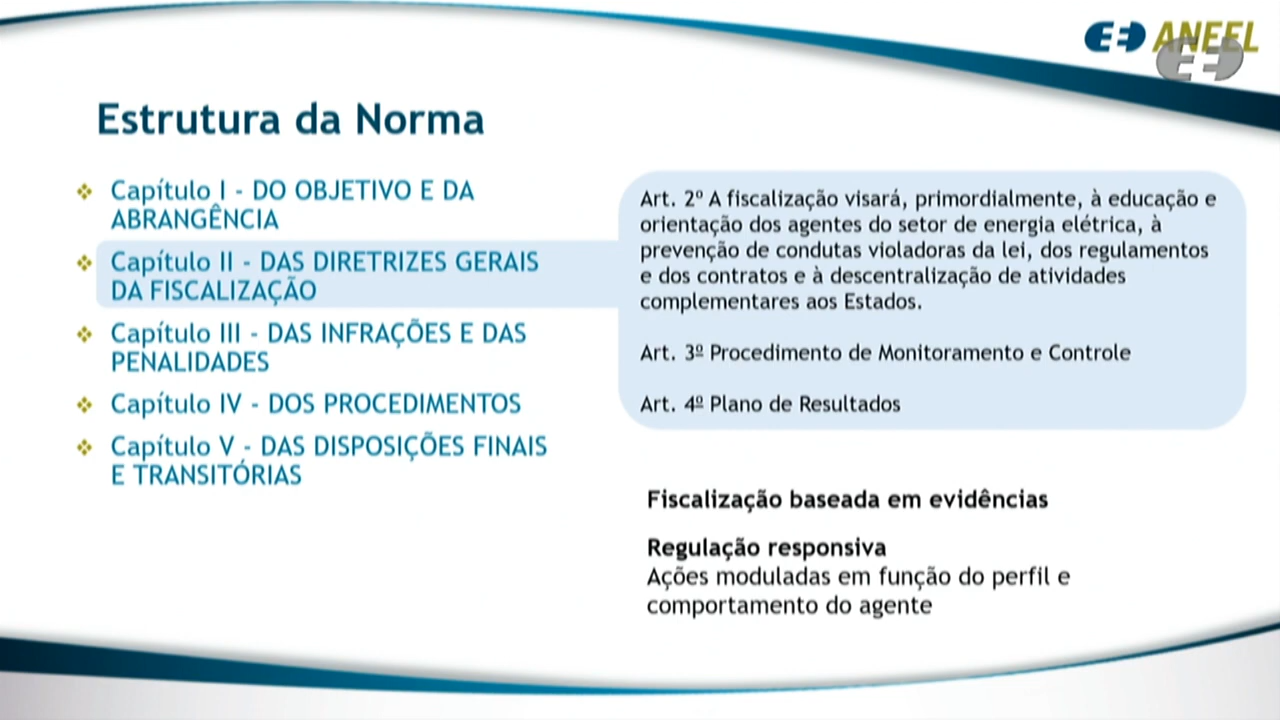 ANEEL
Estrutura da Norma
Capítulo I - DO OBJETIVO E DA
ABRANGÊNCIA
Capítulo II - DAS DIRETRIZES GERAIS
DA FISCALIZAÇÃO
Capítulo III - DAS INFRAÇÕES E DAS
PENALIDADES
Capítulo IV - DOS PROCEDIMENTOS
Capítulo V - DAS DISPOSIÇÕES FINAIS
E TRANSITÓRIAS
Art. 2º A fiscalização visará, primordialmente, à educação e
orientação dos agentes do setor de energia elétrica, à
prevenção de condutas violadoras da lei, dos regulamentos
e dos contratos e à descentralização de atividades
complementares aos Estados.
Art. 3º Procedimento de Monitoramento e Controle
Art. 4º Plano de Resultados
Fiscalização baseada em evidências
Regulação responsiva
Ações moduladas em função do perfil e
comportamento do agente